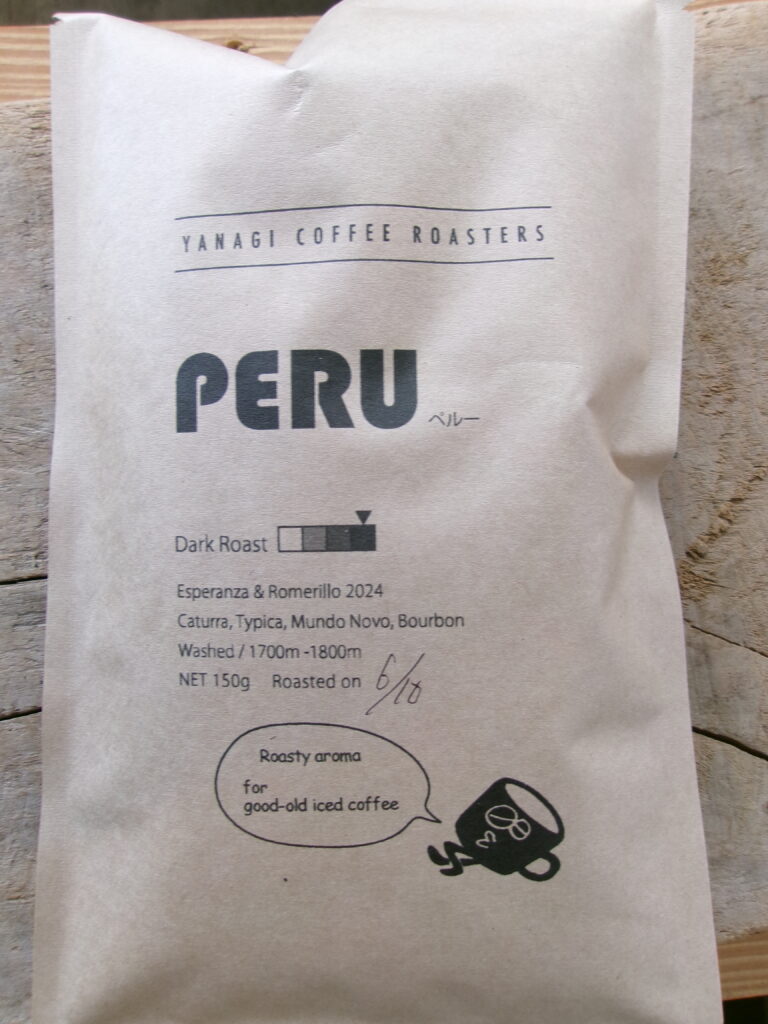 YANAGI COFFEE ROASTERS
PERU ペルー
Dark Roast
Esperanza & Romerillo 2024
Caturra, Typica, Mundo Novo, Bourbon
Washed / 1700m -1800m
NET 150g Roasted on 6/18
Roasty aroma
for
good-old iced coffee